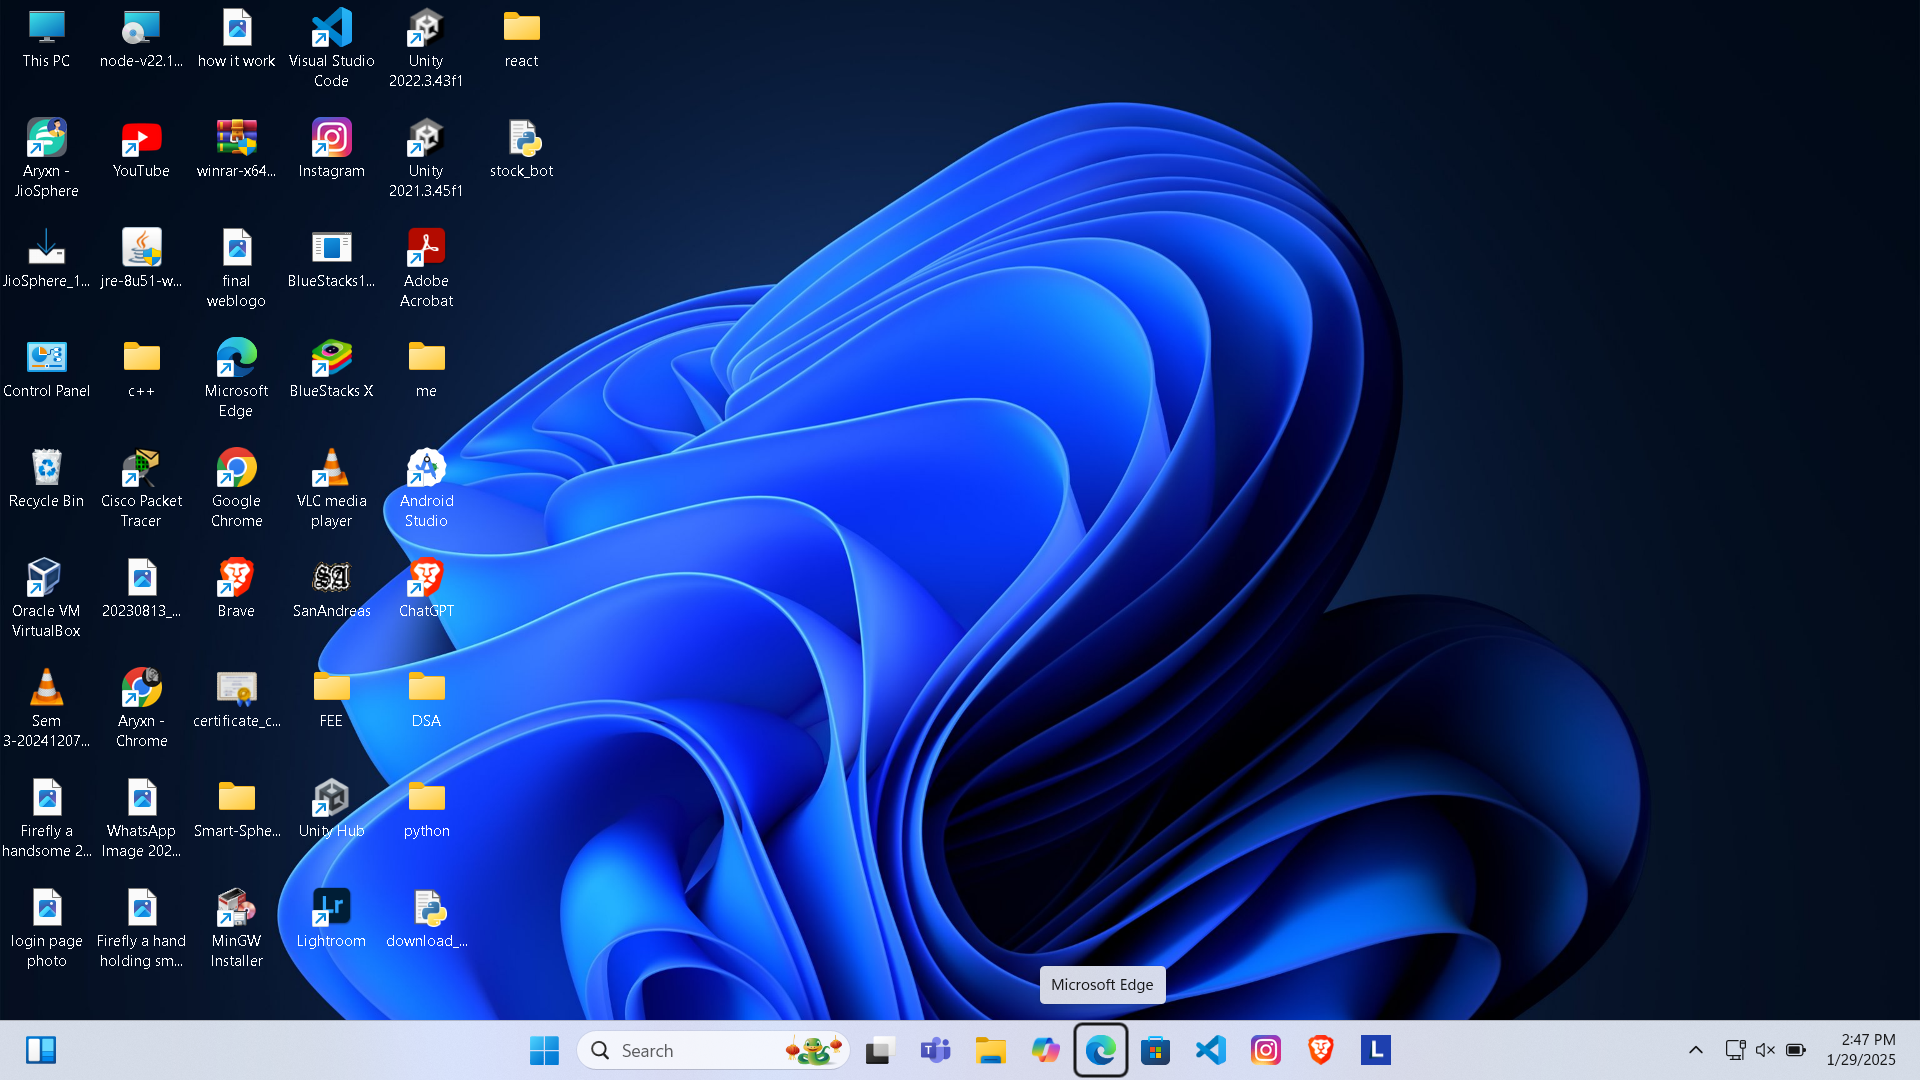 This PC
node-v22.1...
how it work
Visual Studio
Code
Unity
2022.3.43f1
react
Aryxn -
JioSphere
YouTube
winrar-x64...
Instagram
Unity
2021.3.45f1
stock_bot
JioSphere_1...
jre-8u51-w...
final
weblogo
BlueStacks1...
Adobe
Acrobat
Control Panel
c++
Microsoft
Edge
BlueStacks X
me
Recycle Bin
Cisco Packet
Tracer
Google
Chrome
VLC media
player
Android
Studio
Oracle VM
VirtualBox
20230813_...
Brave
SanAndreas
ChatGPT
Sem
3-20241207...
Aryxn -
Chrome
certificate_c...
FEE
DSA
Firefly a
handsome 2...
WhatsApp
Image 202...
Smart-Sphe...
Unity Hub
python
login page
photo
Firefly a hand
holding sm...
MinGW
Installer
Lr
Lightroom
download_...
Microsoft Edge
Search
L
2:47 PM
1/29/2025